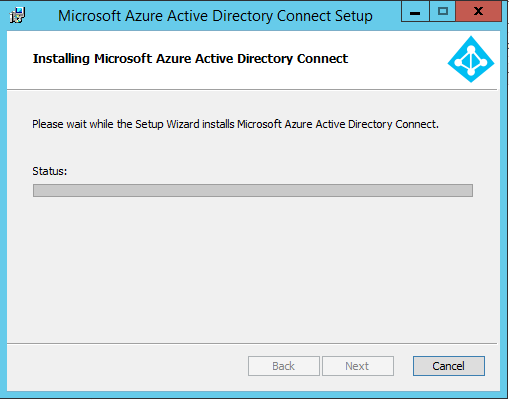 Microsoft Azure Active Directory Connect Setup
Installing Microsoft Azure Active Directory Connect
Please wait while the Setup Wizard installs Microsoft Azure Active Directory Connect.
Status:
Back Next Cancel